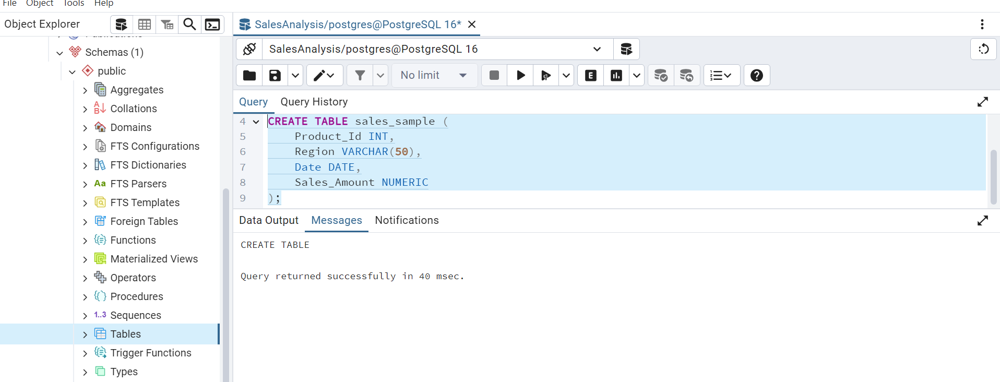 File Object Tools Help
Object Explorer
Schemas (1)
public
Aggregates
Collations
Domains
FTS Configurations
FTS Dictionaries
Aa FTS Parsers
FTS Templates
Foreign Tables
Functions
Materialized Views
Operators
Procedures
1..3 Sequences
Tables
Trigger Functions
Types
SalesAnalysis/postgres@PostgreSQL 16*
SalesAnalysis/postgres@PostgreSQL 16
No limit
E
Query Query History
4 CREATE TABLE sales_sample (
5 Product_Id INT,
6 Region VARCHAR(50),
7 Date DATE,
8 Sales_Amount NUMERIC
9 );
Data Output Messages Notifications
CREATE TABLE
Query returned successfully in 40 msec.